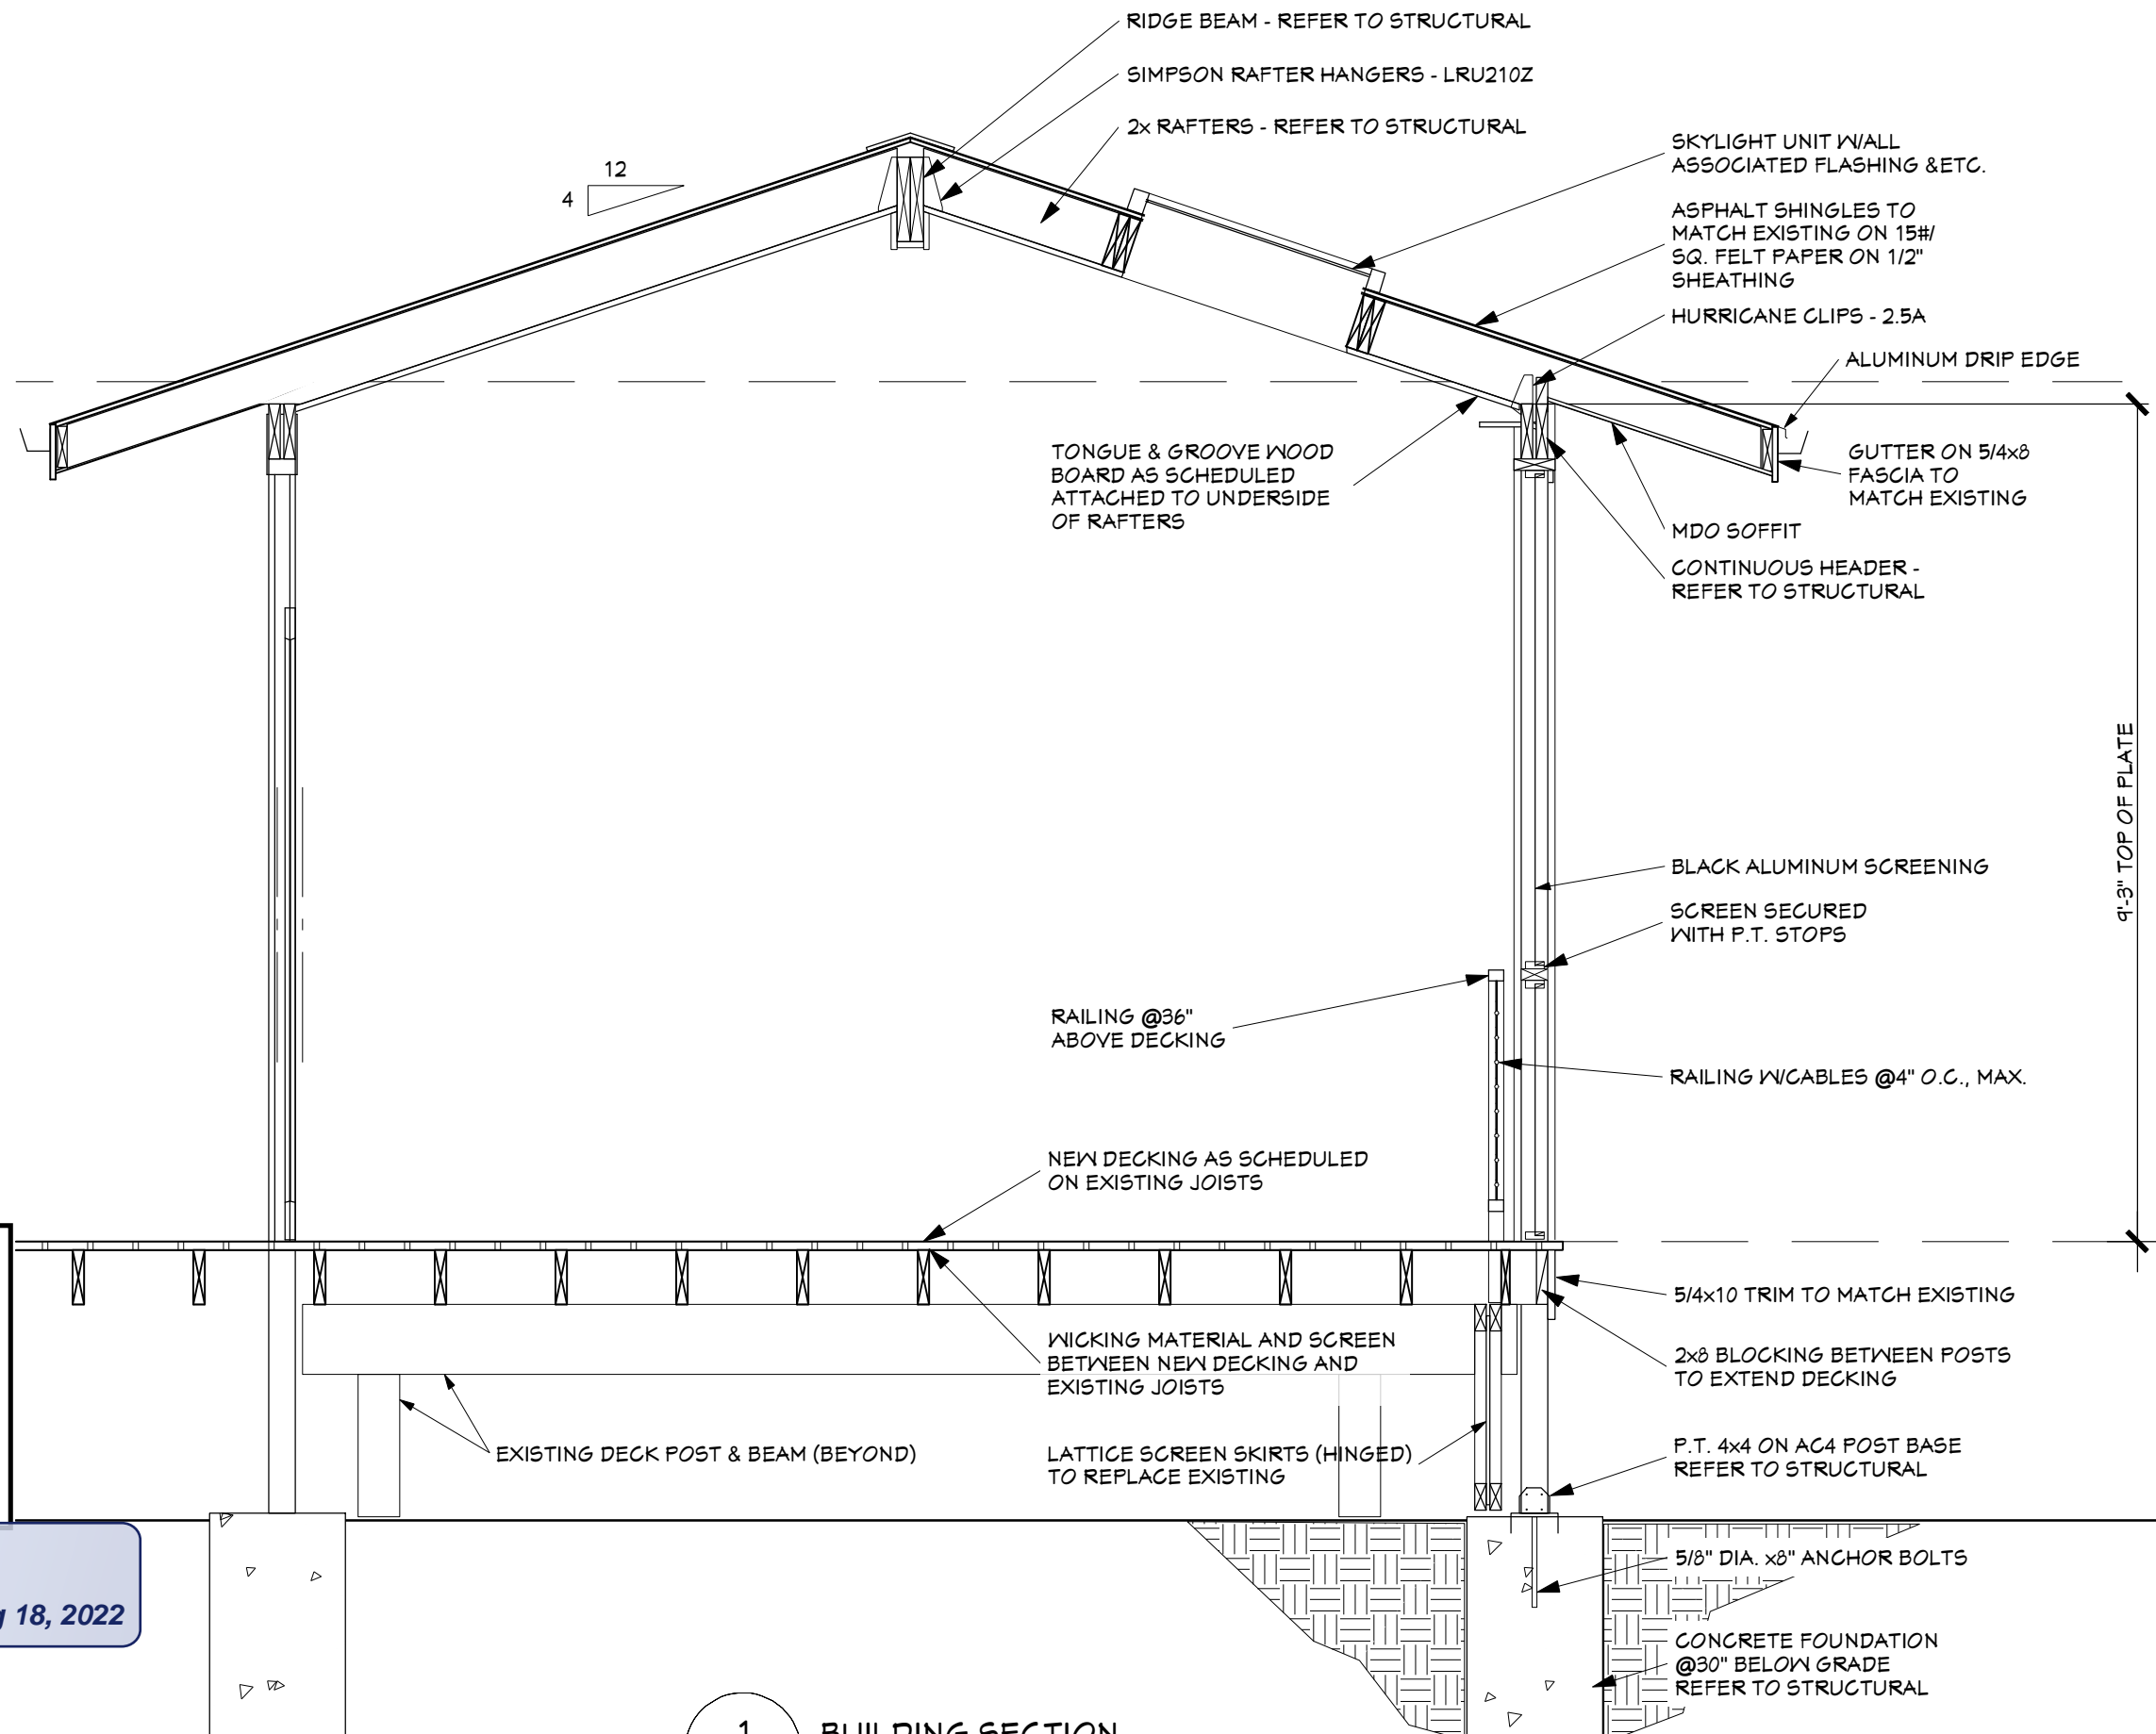 RIDGE BEAM - REFER TO STRUCTURAL
SIMPSON RAFTER HANGERS - LRU210Z
2x RAFTERS - REFER TO STRUCTURAL
12
4
SKYLIGHT UNIT W/ALL
ASSOCIATED FLASHING &ETC.
ASPHALT SHINGLES TO
MATCH EXISTING ON 15#/
SQ. FELT PAPER ON 1/2"
SHEATHING
HURRICANE CLIPS - 2.5A
ALUMINUM DRIP EDGE
TONGUE & GROOVE WOOD
BOARD AS SCHEDULED
ATTACHED TO UNDERSIDE
OF RAFTERS
GUTTER ON 5/4x8
FASCIA TO
MATCH EXISTING
MDO SOFFIT
CONTINUOUS HEADER -
REFER TO STRUCTURAL
9'-3" TOP OF PLATE
BLACK ALUMINUM SCREENING
SCREEN SECURED
WITH P.T. STOPS
RAILING @36"
ABOVE DECKING
RAILING W/CABLES @4" O.C., MAX.
NEW DECKING AS SCHEDULED
ON EXISTING JOISTS
5/4x10 TRIM TO MATCH EXISTING
WICKING MATERIAL AND SCREEN
BETWEEN NEW DECKING AND
EXISTING JOISTS
2x8 BLOCKING BETWEEN POSTS
TO EXTEND DECKING
EXISTING DECK POST & BEAM (BEYOND)
LATTICE SCREEN SKIRTS (HINGED)
TO REPLACE EXISTING
P.T. 4x4 ON AC4 POST BASE
REFER TO STRUCTURAL
5/8" DIA. x8" ANCHOR BOLTS
18, 2022
CONCRETE FOUNDATION
@30" BELOW GRADE
REFER TO STRUCTURAL
1
BUILDING SECTION